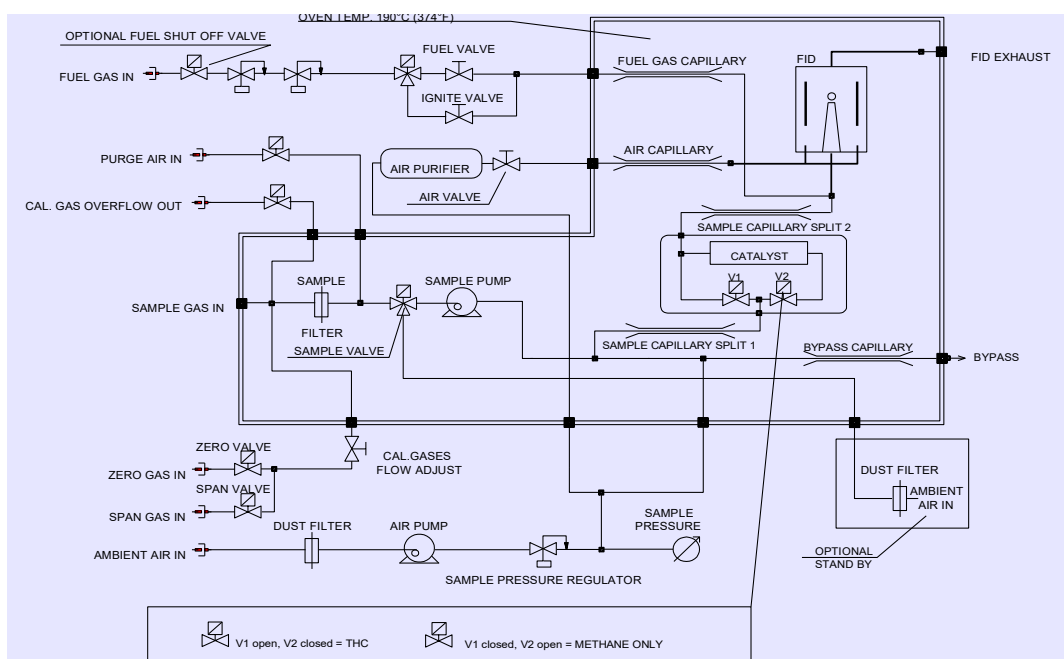 OVEN TEMP. 190°C (374°F)
OPTIONAL FUEL SHUT OFF VALVE
FUEL VALVE
FUEL GAS IN
FUEL GAS CAPILLARY
FID
FID EXHAUST
IGNITE VALVE
PURGE AIR IN
AIR PURIFIER
AIR CAPILLARY
AIR VALVE
CAL. GAS OVERFLOW OUT
SAMPLE CAPILLARY SPLIT 2
CATALYST
V1
V2
SAMPLE
FILTER
SAMPLE PUMP
SAMPLE GAS IN
SAMPLE VALVE
SAMPLE CAPILLARY SPLIT 1
BYPASS CAPILLARY
BYPASS
ZERO VALVE
ZERO GAS IN
CAL.GASES
FLOW ADJUST
SPAN VALVE
SPAN GAS IN
DUST FILTER
AMBIENT
AIR IN
DUST FILTER
AIR PUMP
SAMPLE
PRESSURE
AMBIENT AIR IN
OPTIONAL
STAND BY
SAMPLE PRESSURE REGULATOR
V1 open, V2 closed = THC
V1 closed, V2 open = METHANE ONLY